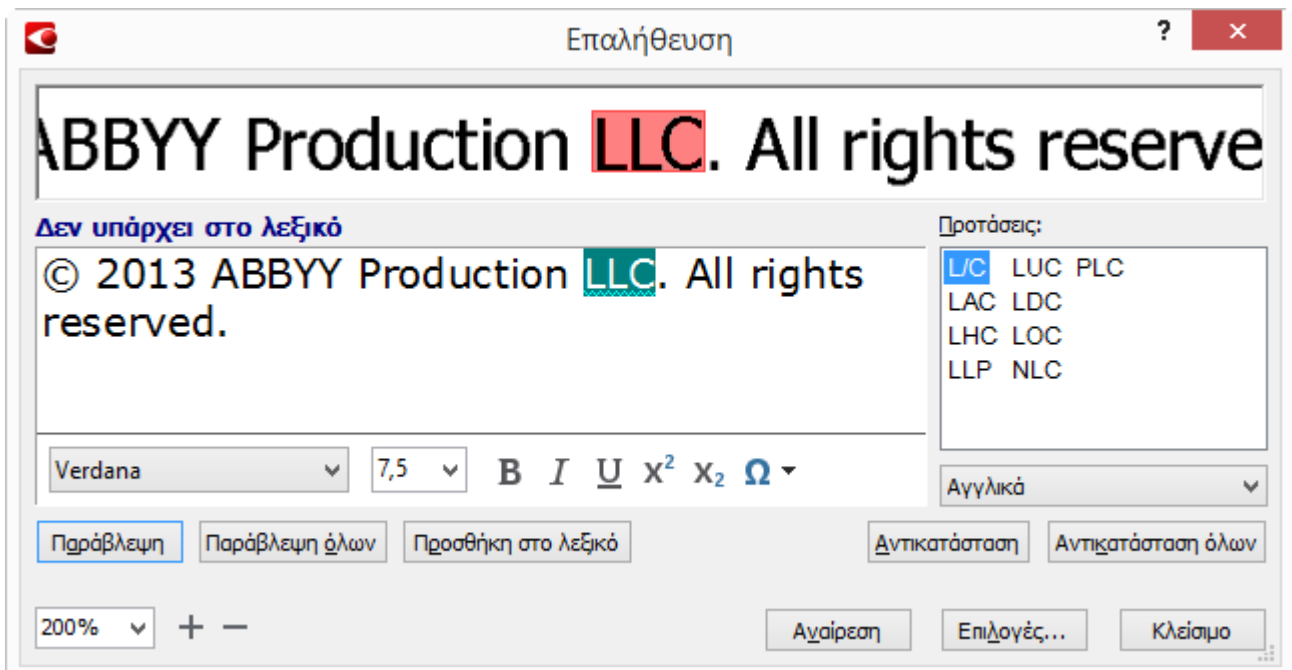 Επαλήθευση
?
ABBYY Production LLC. All rights reserve
Δεν υπάρχει στο λεξικό
© 2013 ABBYY Production LLC. All rights
reserved.
Προτάσεις:
L/C LUC PLC
LAC LDC
LHC LOC
LLP NLC
Verdana 7,5 B I U X² X₂ Ω
Αγγλικά
Παράβλεψη Παράβλεψη όλων Προσθήκη στο λεξικό Αντικατάσταση Αντικατάσταση όλων
200% + −
Αναίρεση Επιλογές... Κλείσιμο